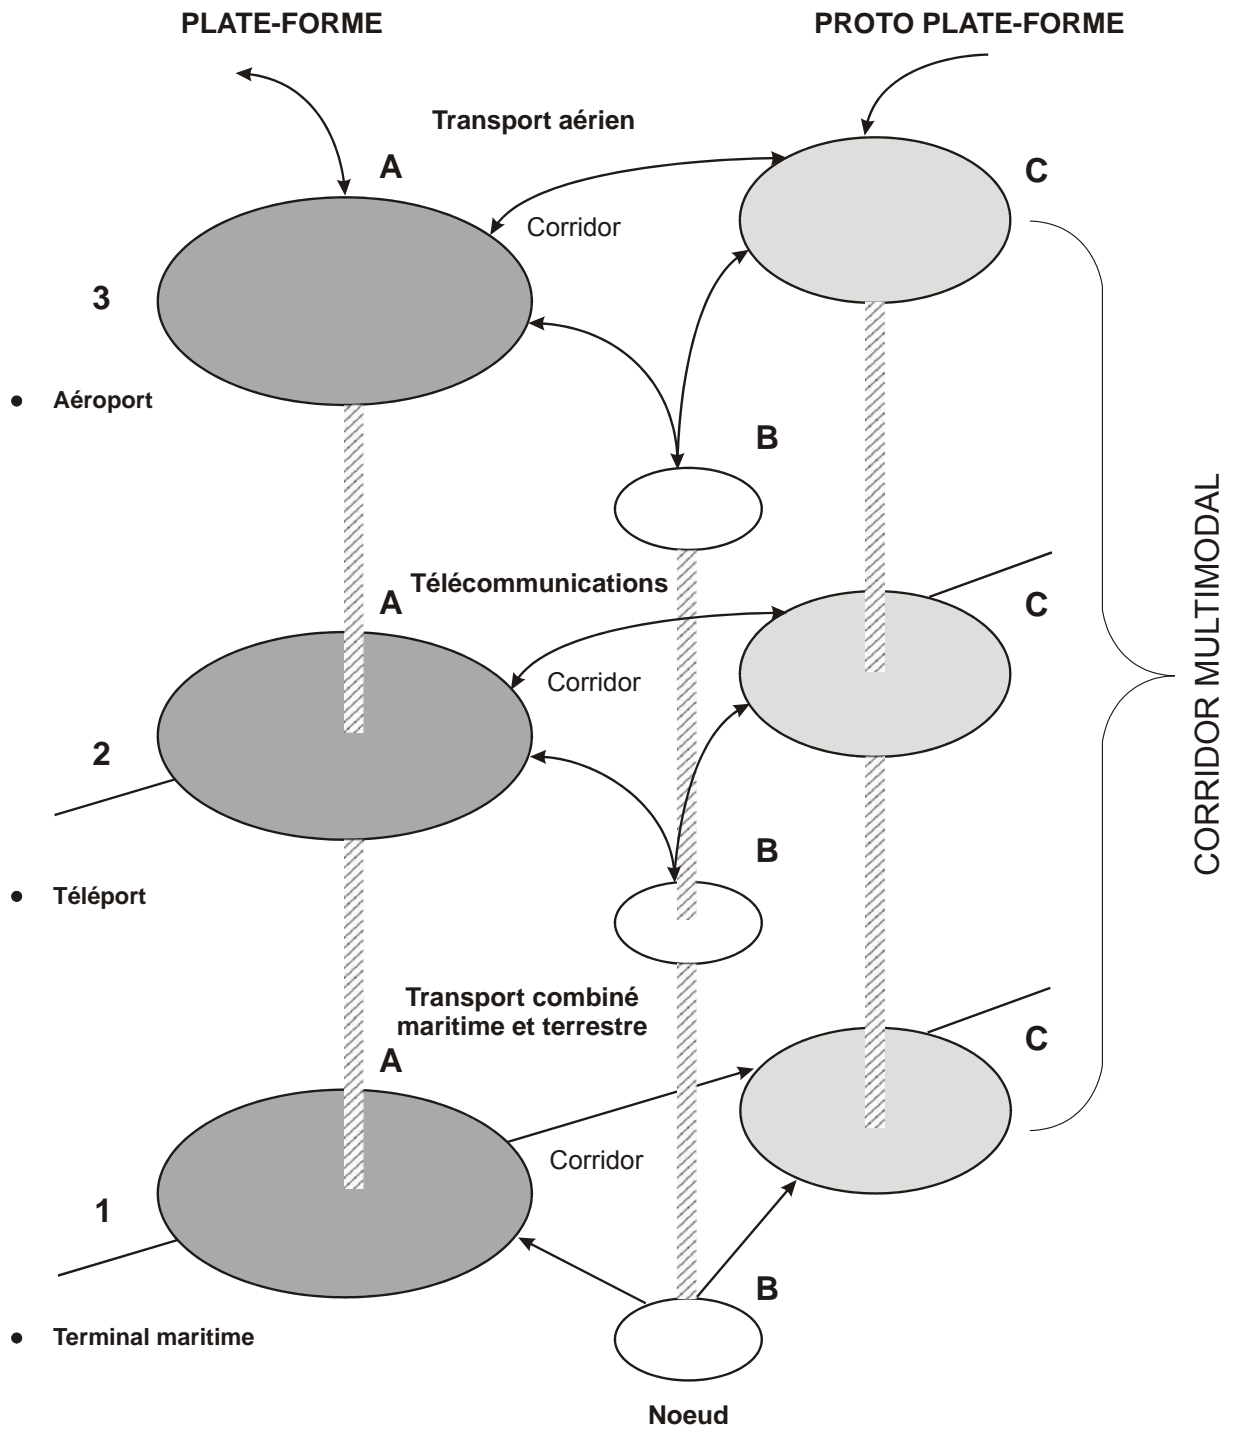 PLATE-FORME
PROTO PLATE-FORME
Transport aérien
A
C
Corridor
3
Aéroport
B
Télécommunications
A
C
Corridor
2
B
Téléport
CORRIDOR MULTIMODAL
Transport combiné
maritime et terrestre
A
C
Corridor
1
B
Terminal maritime
Noeud